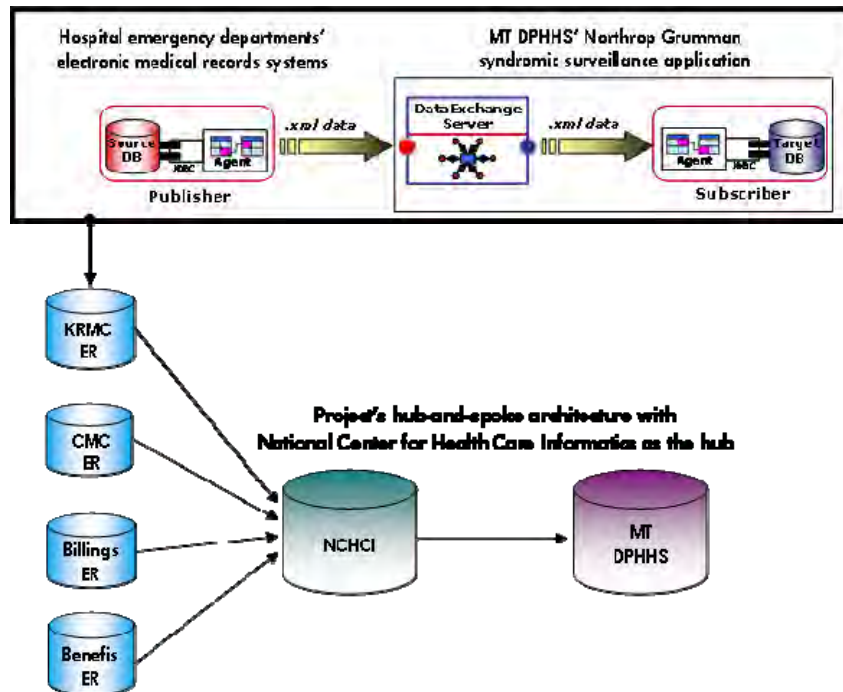 Hospital emergency departments'
electronic medical records systems
MT DPHHS' Northrop Grumman
syndromic surveillance application
Source
DB
Agent
Publisher
.xml data
DataExchange
Server
.xml data
Agent
Target
DB
Subscriber
KRMC
ER
CMC
ER
Billings
ER
Benefis
ER
Project's hub-and-spoke architecture with
National Center for Health Care Informatics as the hub
NCHCI
MT
DPHHS